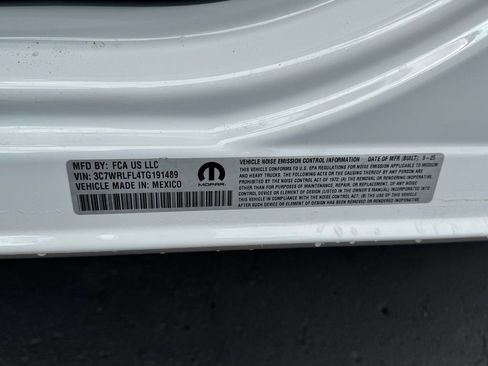 MFD BY: FCA US LLC
VIN: 3C7WRLFL4TG191489
VEHICLE MADE IN: MEXICO
MOPAR
VEHICLE NOISE EMISSION CONTROL INFORMATION DATE OF MFR (BUILT): 5 - 25
THIS VEHICLE CONFORMS TO U.S. EPA REGULATIONS FOR NOISE EMISSION APPLICABLE TO MEDIUM
AND HEAVY TRUCKS. THE FOLLOWING ACTS OR THE CAUSING THEREOF BY ANY PERSON ARE
PROHIBITED BY THE NOISE CONTROL ACT OF 1972: (A) THE REMOVAL OR RENDERING INOPERATIVE,
OTHER THAN FOR PURPOSES OF MAINTENANCE, REPAIR, OR REPLACEMENT, OF ANY NOISE CONTROL
DEVICE OR ELEMENT OF DESIGN (LISTED IN THE OWNER'S MANUAL) INCORPORATED INTO
THIS VEHICLE IN COMPLIANCE WITH THE NOISE CONTROL ACT; (B) THE USE OF THIS VEHICLE
AFTER SUCH DEVICE OR ELEMENT OF DESIGN HAS BEEN REMOVED OR RENDERED INOPERATIVE.